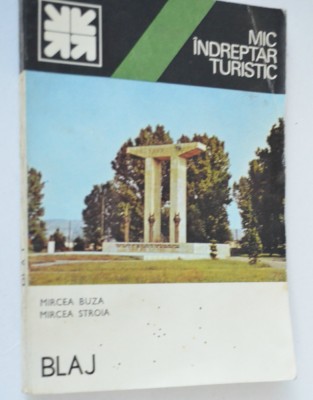 MIC
ÎNDREPTAR
TURISTIC
MIRCEA BUZA
MIRCEA STROIA
BLAJ